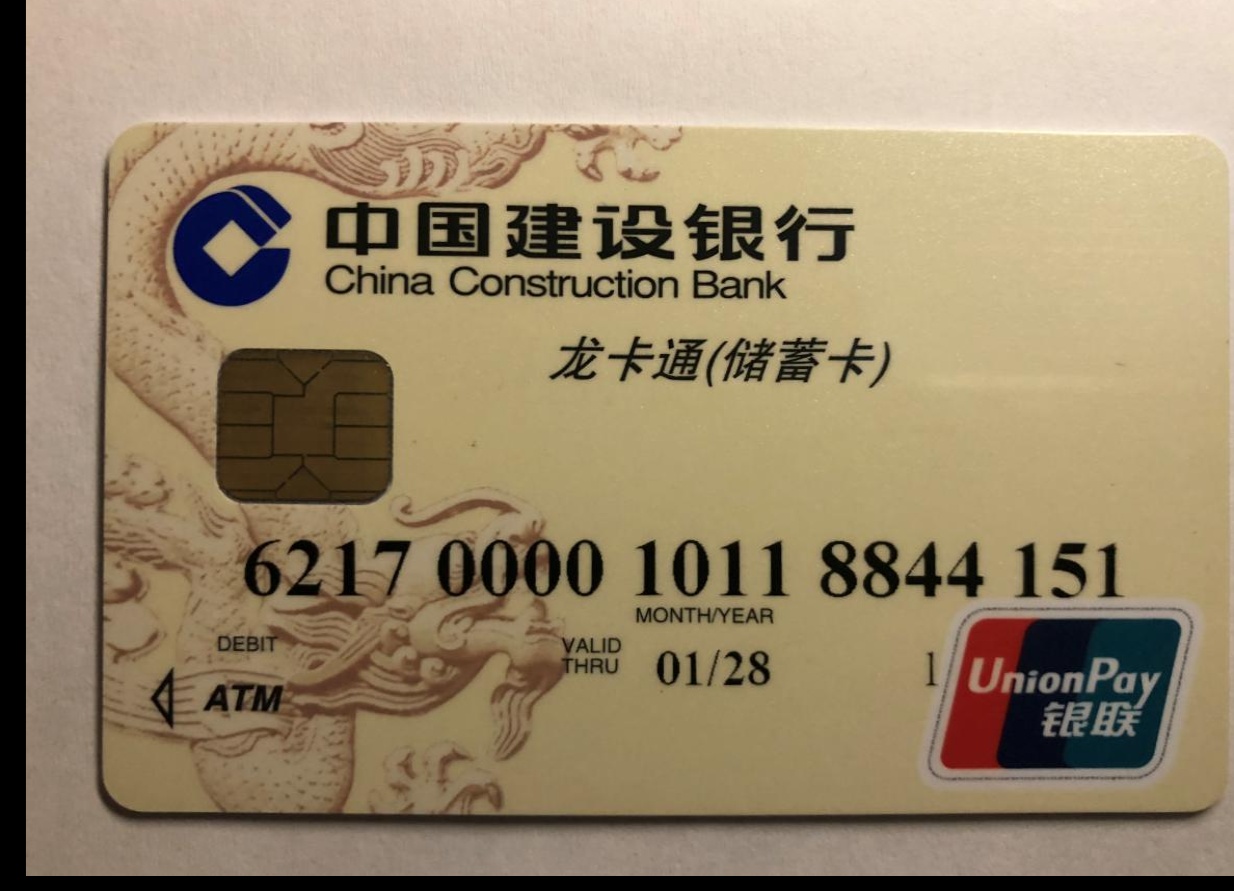 中国建设银行
China Construction Bank
龙卡通(储蓄卡)
6217 0000 1011 8844 151
MONTH/YEAR
DEBIT
VALID
THRU
01/28
1
ATM
UnionPay
银联